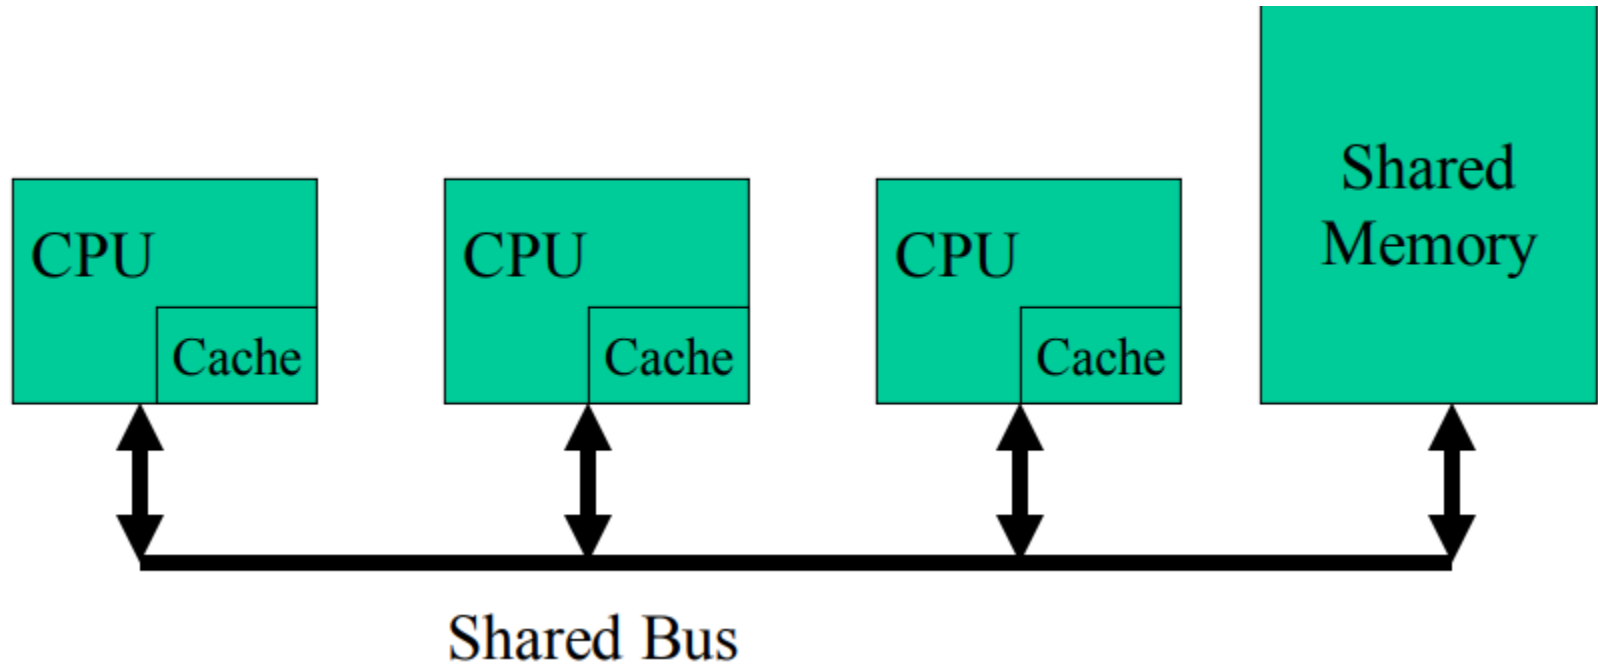 CPU
Cache
CPU
Cache
CPU
Cache
Shared
Memory
Shared Bus